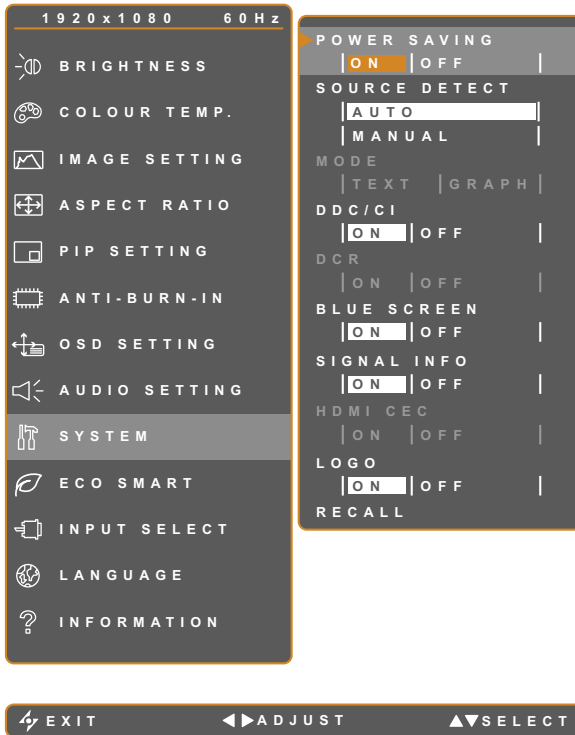 1920x1080 60Hz
BRIGHTNESS
COLOUR TEMP.
IMAGE SETTING
ASPECT RATIO
PIP SETTING
ANTI-BURN-IN
OSD SETTING
AUDIO SETTING
SYSTEM
ECO SMART
INPUT SELECT
LANGUAGE
INFORMATION
POWER SAVING
ON OFF
SOURCE DETECT
AUTO
MANUAL
MODE
TEXT GRAPH
DDC/CI
ON OFF
DCR
ON OFF
BLUE SCREEN
ON OFF
SIGNAL INFO
ON OFF
HDMI CEC
ON OFF
LOGO
ON OFF
RECALL
EXIT ADJUST SELECT